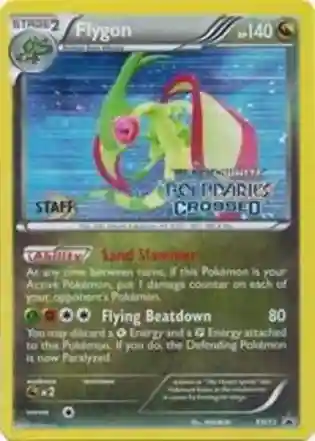 STAGE2
Flygon
HP140
STAFF
BOUNDARIES
CROSSED
Ability Sand Slammer
At any time between turns, if this Pokémon is your
Active Pokémon, put 1 damage counter on each
of your opponent's Pokémon.
Flying Beatdown 80
You may discard a Energy and a Energy attached
to this Pokémon. If you do, the Defending Pokémon
is now Paralyzed.
×2